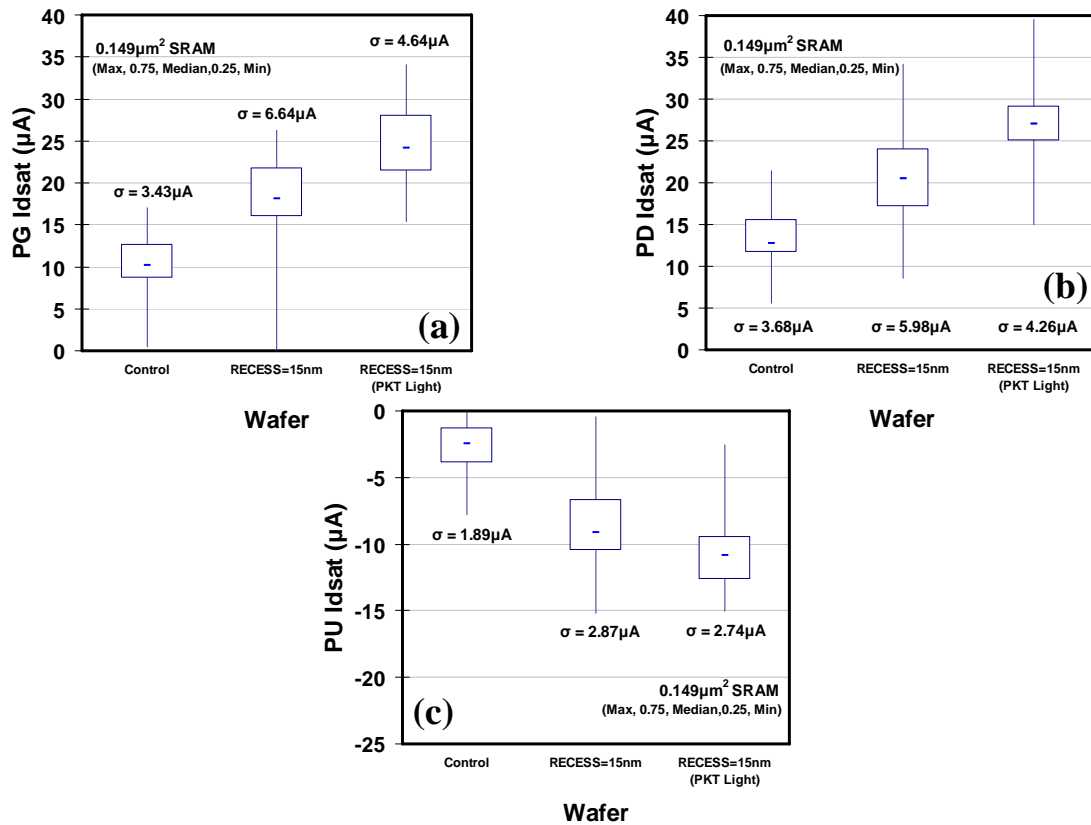 40
35
30
25
20
15
10
5
0
PG Idsat (µA)
0.149µm² SRAM
(Max, 0.75, Median,0.25, Min)
σ = 3.43µA
σ = 6.64µA
σ = 4.64µA
(a)
Control
RECESS=15nm
RECESS=15nm
(PKT Light)
Wafer
40
35
30
25
20
15
10
5
0
PD Idsat (µA)
0.149µm² SRAM
(Max, 0.75, Median,0.25, Min)
σ = 3.68µA
σ = 5.98µA
σ = 4.26µA
(b)
Control
RECESS=15nm
RECESS=15nm
(PKT Light)
Wafer
0
-5
-10
-15
-20
-25
PU Idsat (µA)
σ = 1.89µA
σ = 2.87µA
σ = 2.74µA
0.149µm² SRAM
(Max, 0.75, Median,0.25, Min)
(c)
Control
RECESS=15nm
RECESS=15nm
(PKT Light)
Wafer